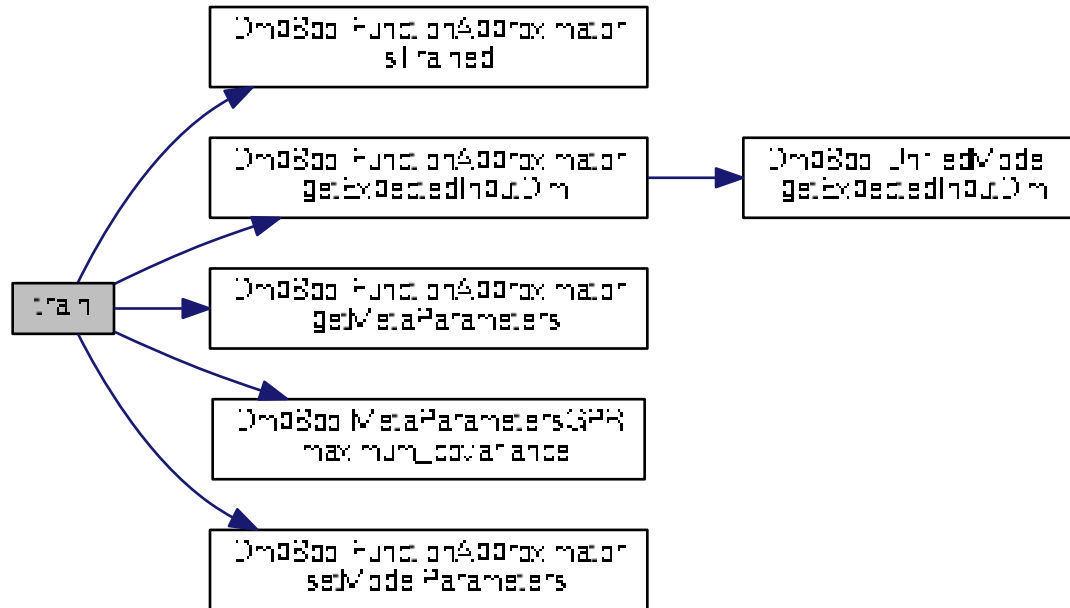 train
DmpBbo::FunctionApproximator
::isTrained
DmpBbo::FunctionApproximator
::getExpectedInputDim
DmpBbo::UnifiedModel
::getExpectedInputDim
DmpBbo::FunctionApproximator
::getMetaParameters
DmpBbo::MetaParametersGPR
::maximum_covariance
DmpBbo::FunctionApproximator
::setModelParameters